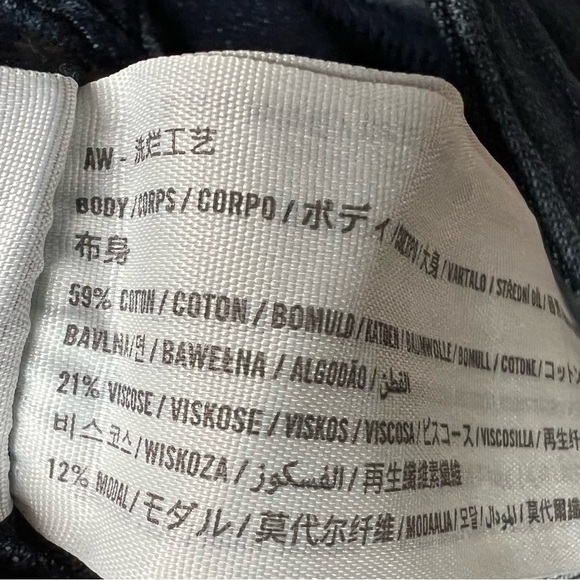 AW - 洗烂工艺
BODY / CORPS / CORPO / ボディ / CUERPO / 大身 / VARTALO / STŘEDNÍ DÍL /
布身
59% COTON / COTTON / BOMULD / KATOEN / BAUMWOLLE / BOMULL / COTONE / コットン
BAVLNA / 면 / BAWEŁNA / ALGODÃO / القطن
21% VISCOSE / VISKOSE / VISKOS / VISCOSA / ビスコース / VISCOSILLA / 再生纤
비스코스 / WISKOZA / الفسكوز / 再生纖維素纖維
12% MODAL / モダル / 莫代尔纤维 / MODAALIA / 모달 / المودال / 莫代爾纖